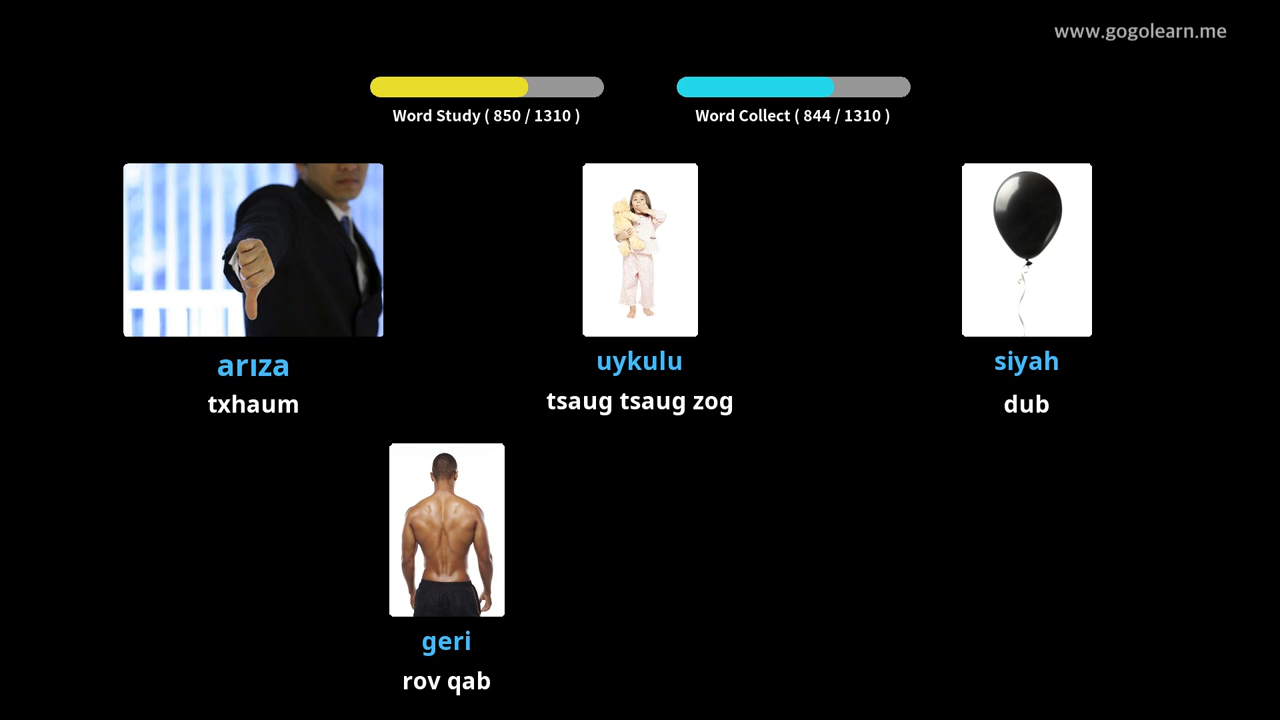 www.gogolearn.me
Word Study ( 850 / 1310 )
Word Collect ( 844 / 1310 )
arıza
txhaum
uykulu
tsaug tsaug zog
siyah
dub
geri
rov qab